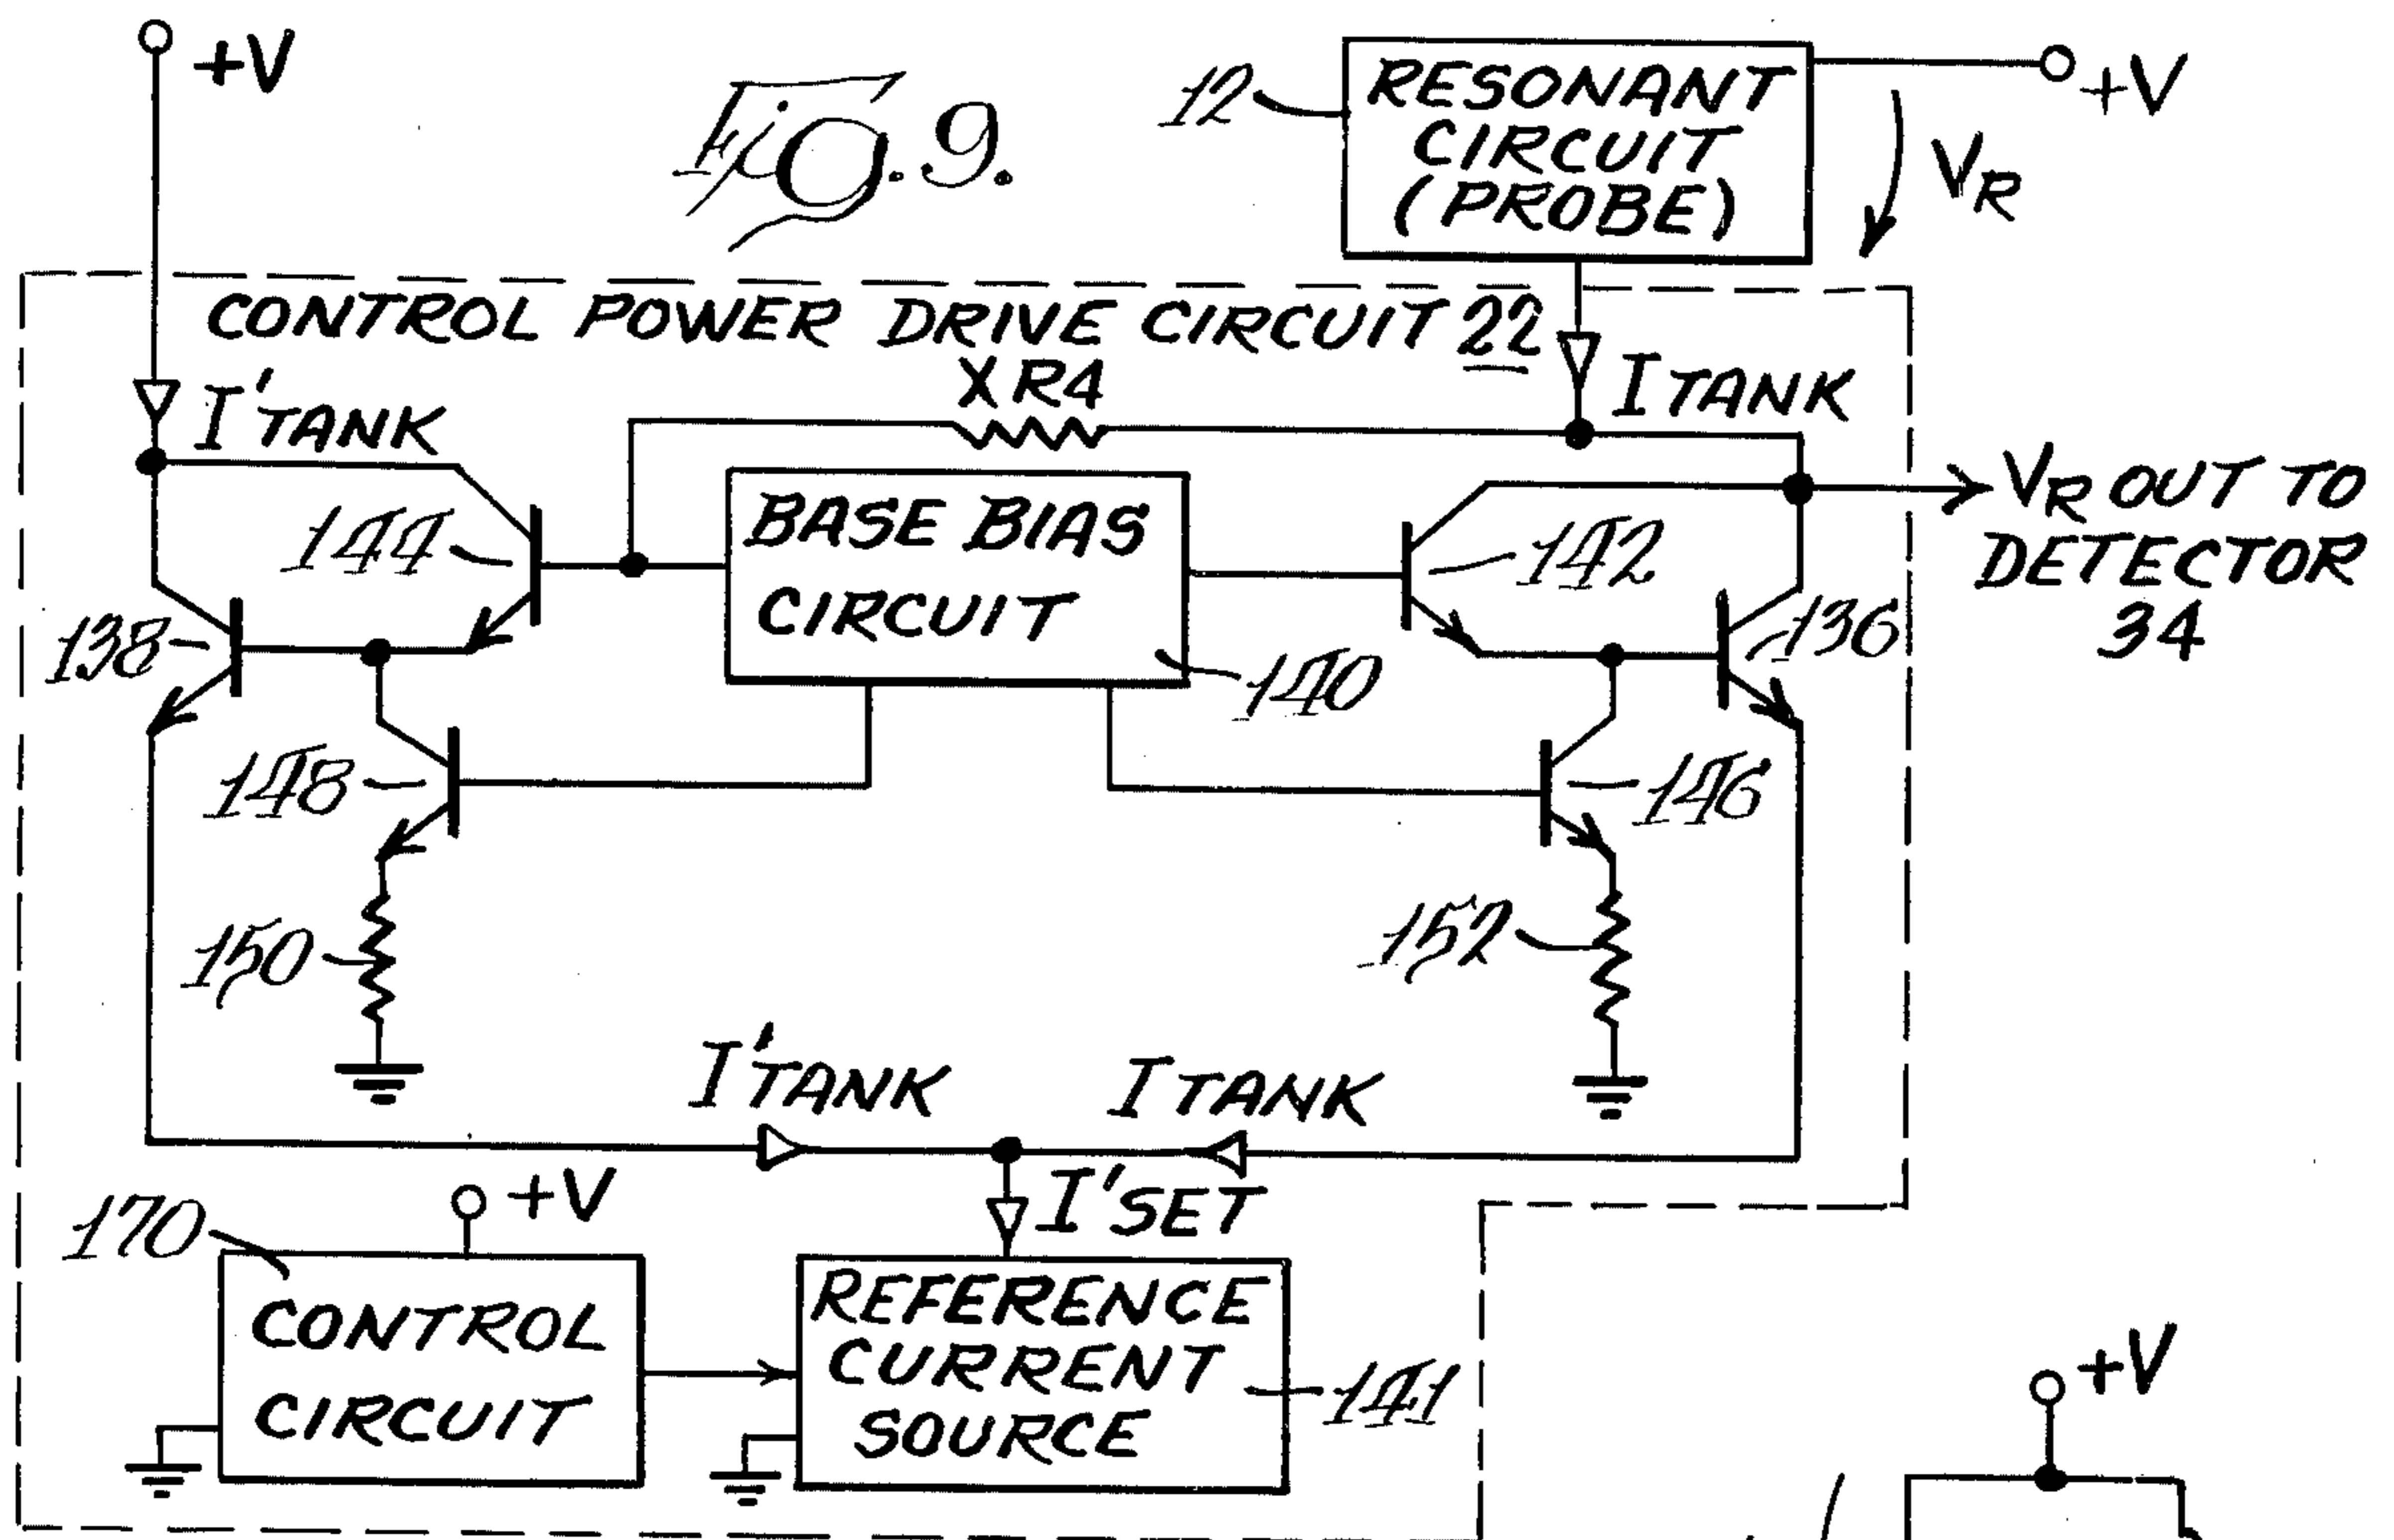 +V
Fig. 9.
12
RESONANT
CIRCUIT
(PROBE)
+V
VR
CONTROL POWER DRIVE CIRCUIT 22
XR4
I'TANK
I TANK
144
BASE BIAS
CIRCUIT
142
VR OUT TO
DETECTOR
34
138
140
136
148
146
150
152
I'TANK
I TANK
170
+V
I'SET
CONTROL
CIRCUIT
REFERENCE
CURRENT
SOURCE
141
+V